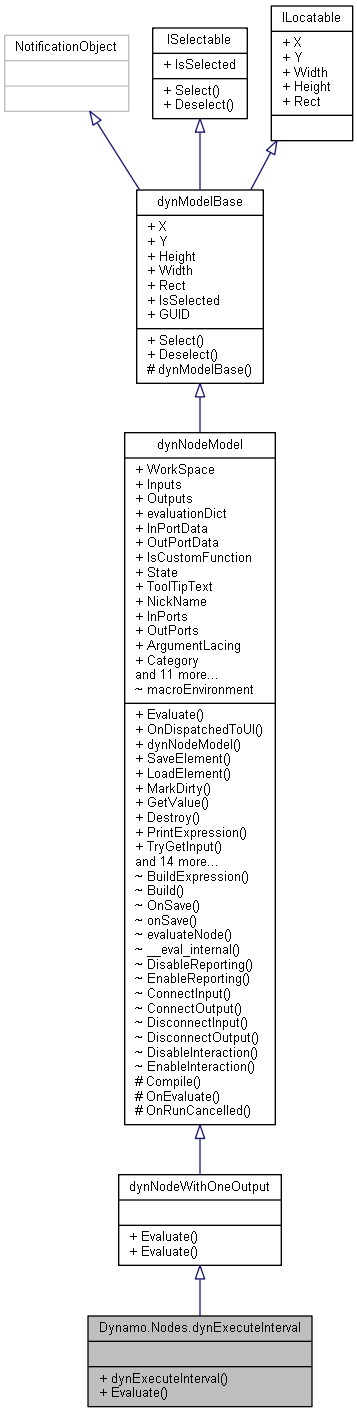 NotificationObject
ISelectable
+ IsSelected
+ Select()
+ Deselect()
ILocatable
+ X
+ Y
+ Width
+ Height
+ Rect
dynModelBase
+ X
+ Y
+ Height
+ Width
+ Rect
+ IsSelected
+ GUID
+ Select()
+ Deselect()
# dynModelBase()
dynNodeModel
+ WorkSpace
+ Inputs
+ Outputs
+ evaluationDict
+ InPortData
+ OutPortData
+ IsCustomFunction
+ State
+ ToolTipText
+ NickName
+ InPorts
+ OutPorts
+ ArgumentLacing
+ Category
and 11 more...
~ macroEnvironment
+ Evaluate()
+ OnDispatchedToUI()
+ dynNodeModel()
+ SaveElement()
+ LoadElement()
+ MarkDirty()
+ GetValue()
+ Destroy()
+ PrintExpression()
+ TryGetInput()
and 14 more...
~ BuildExpression()
~ Build()
~ OnSave()
~ onSave()
~ evaluateNode()
~ __eval_internal()
~ DisableReporting()
~ EnableReporting()
~ ConnectInput()
~ ConnectOutput()
~ DisconnectInput()
~ DisconnectOutput()
~ DisableInteraction()
~ EnableInteraction()
# Compile()
# OnEvaluate()
# OnRunCancelled()
dynNodeWithOneOutput
+ Evaluate()
+ Evaluate()
Dynamo.Nodes.dynExecuteInterval
+ dynExecuteInterval()
+ Evaluate()